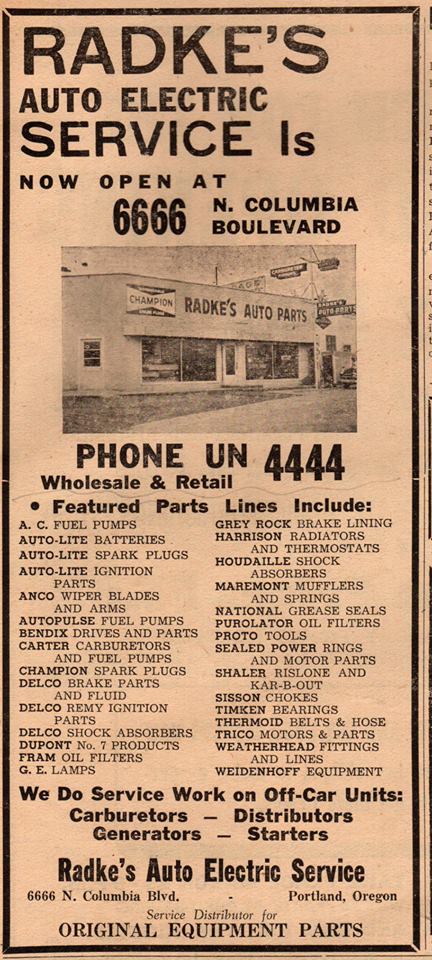 RADKE'S
AUTO ELECTRIC
SERVICE Is
NOW OPEN AT
6666 N. COLUMBIA
BOULEVARD
CHAMPION
RADKE'S AUTO PARTS
RADKE'S
AUTO PARTS
PHONE UN 4444
Wholesale & Retail
• Featured Parts Lines Include:
A. C. FUEL PUMPS
AUTO-LITE BATTERIES
AUTO-LITE SPARK PLUGS
AUTO-LITE IGNITION
PARTS
ANCO WIPER BLADES
AND ARMS
AUTOPULSE FUEL PUMPS
BENDIX DRIVES AND PARTS
CARTER CARBURETORS
AND FUEL PUMPS
CHAMPION SPARK PLUGS
DELCO BRAKE PARTS
AND FLUID
DELCO REMY IGNITION
PARTS
DELCO SHOCK ABSORBERS
DUPONT No. 7 PRODUCTS
FRAM OIL FILTERS
G. E. LAMPS
GREY ROCK BRAKE LINING
HARRISON RADIATORS
AND THERMOSTATS
HOUDAILLE SHOCK
ABSORBERS
MAREMONT MUFFLERS
AND SPRINGS
NATIONAL GREASE SEALS
PUROLATOR OIL FILTERS
PROTO TOOLS
SEALED POWER RINGS
AND MOTOR PARTS
SHALER RISLONE AND
KAR-B-OUT
SISSON CHOKES
TIMKEN BEARINGS
THERMOID BELTS & HOSE
TRICO MOTORS & PARTS
WEATHERHEAD FITTINGS
AND LINES
WEIDENHOFF EQUIPMENT
We Do Service Work on Off-Car Units:
Carburetors — Distributors
Generators — Starters
Radke's Auto Electric Service
6666 N. Columbia Blvd. - Portland, Oregon
Service Distributor for
ORIGINAL EQUIPMENT PARTS